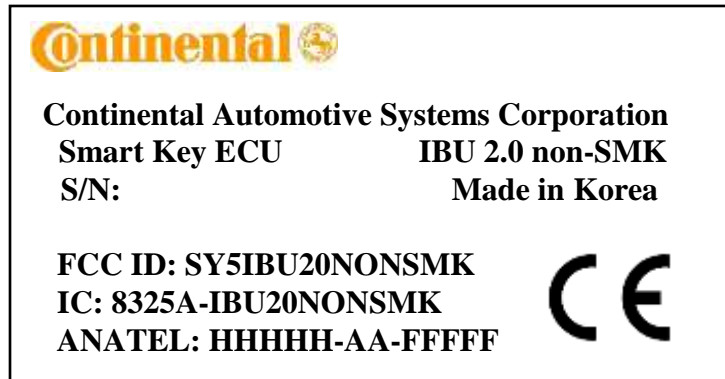 Continental
Continental Automotive Systems Corporation
Smart Key ECU IBU 2.0 non-SMK
S/N: Made in Korea
FCC ID: SY5IBU20NONSMK
IC: 8325A-IBU20NONSMK
ANATEL: HHHHH-AA-FFFFF
CE